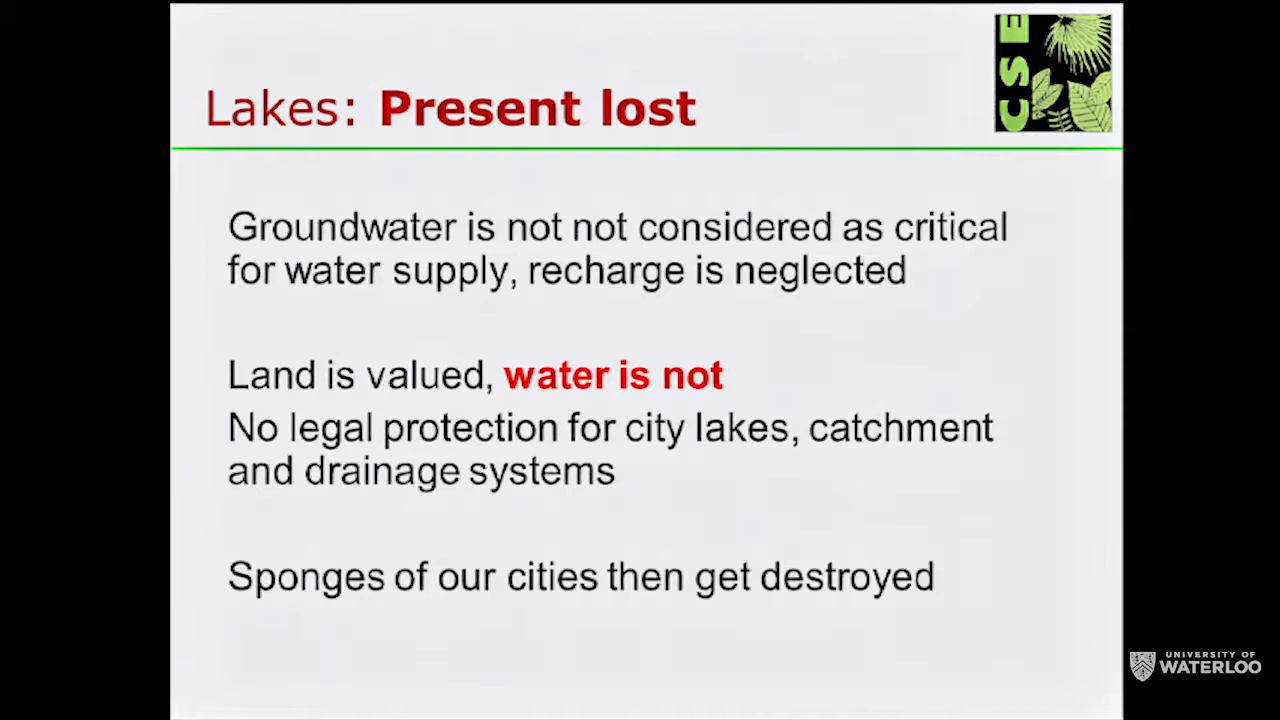 CSE
Lakes: Present lost
Groundwater is not not considered as critical
for water supply, recharge is neglected
Land is valued, water is not
No legal protection for city lakes, catchment
and drainage systems
Sponges of our cities then get destroyed
UNIVERSITY OF
WATERLOO